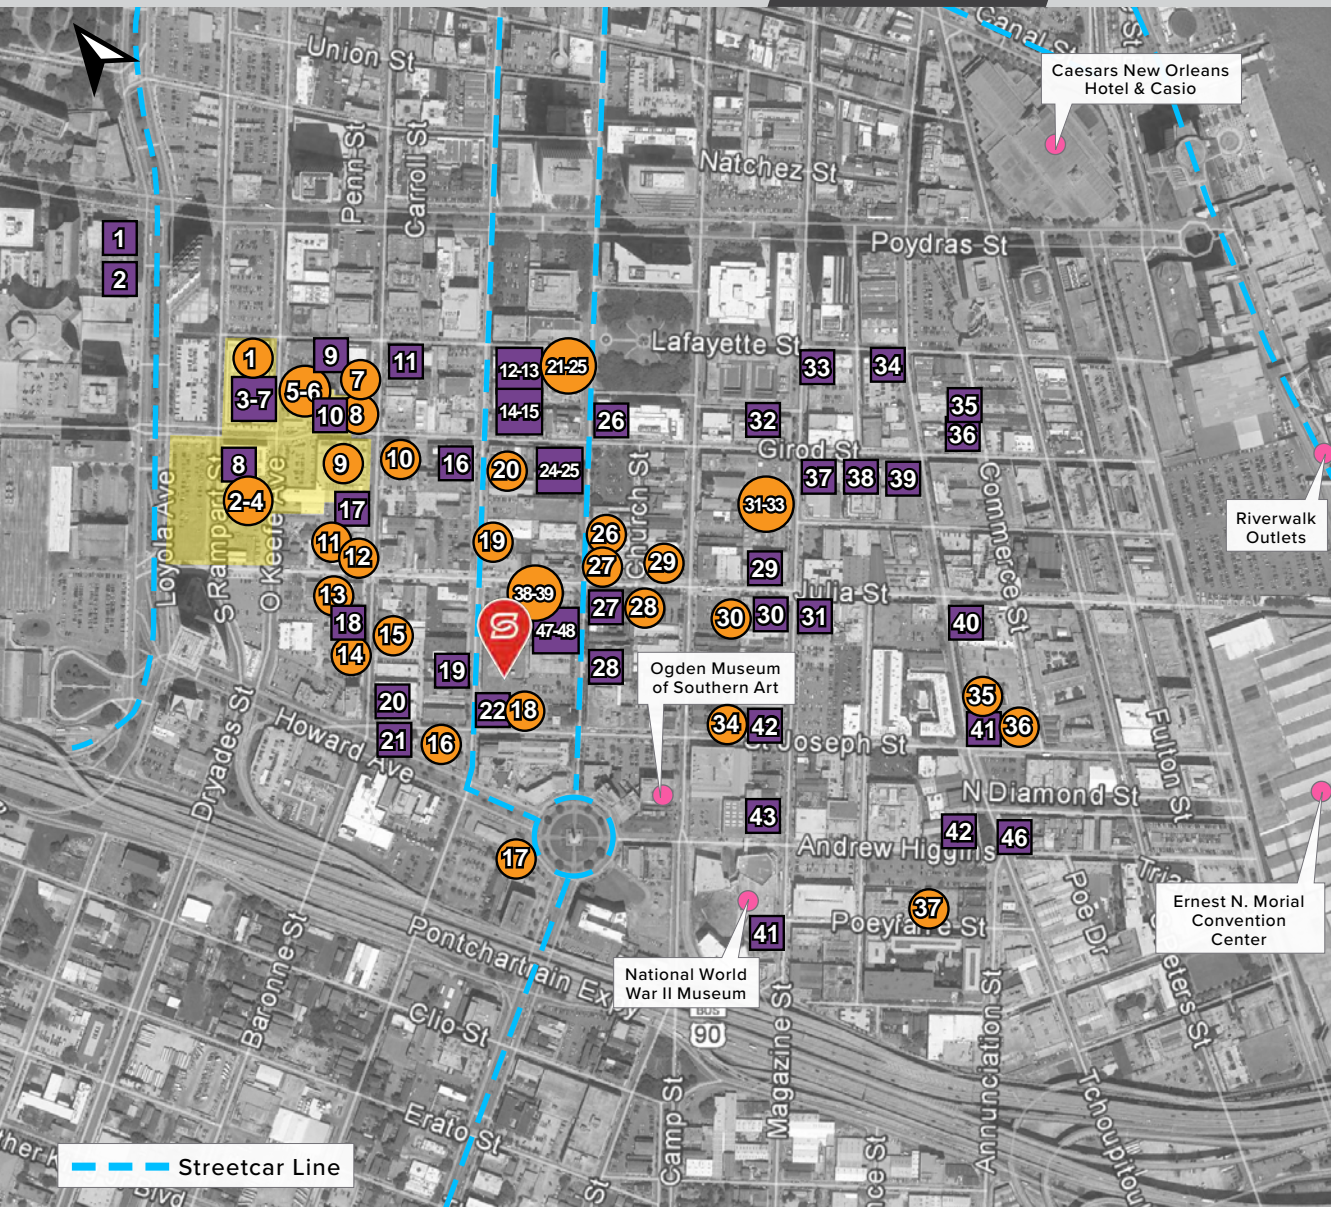 Canal St
St
Union St
Caesars New Orleans
Hotel & Casio
Natchez St
Penn St
Carroll St
Poydras St
1
2
Lafayette St
1
9
11
12-13
21-25
33
34
7
5-6
3-7
10
8
14-15
26
32
35
36
Girod St
8
9
10
16
20
24-25
37
38
39
2-4
17
31-33
Riverwalk
Outlets
Loyola Ave
S Rampart St
O Keefe Ave
Church St
Commerce St
11
12
19
26
27
29
29
Julia St
13
18
38-39
27
28
30
30
31
40
14
15
S
47-48
28
19
Ogden Museum
of Southern Art
20
22
18
35
21
16
34
42
41
36
St Joseph St
Howard Ave
Dryades St
Fulton St
N Diamond St
43
42
46
Andrew Higgins
17
37
Poeyfarre St
41
Poe Dr
Ernest N. Morial
Convention
Center
National World
War II Museum
Baronne St
Pontchartrain Expy
Clio St
BUS
90
Magazine St
Annunciation St
Camp St
Erato St
St
Streetcar Line
Blvd